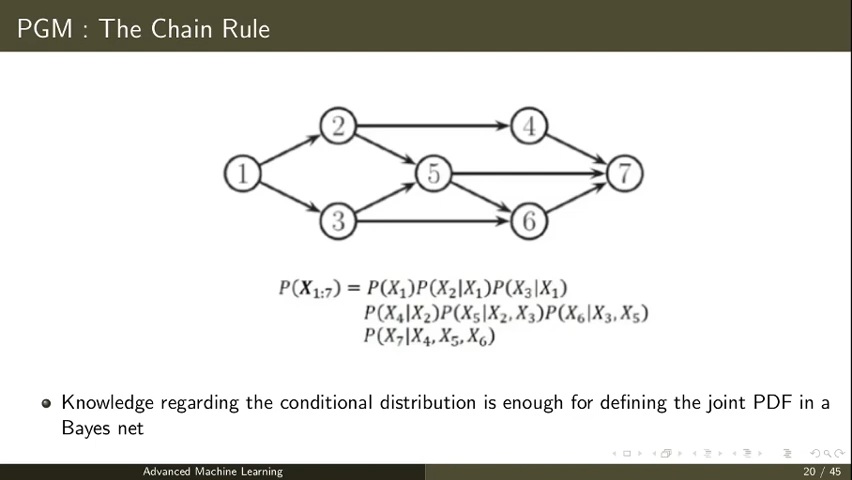 PGM : The Chain Rule
2
4
1
5
7
3
6
P(X₁:₇) = P(X₁)P(X₂|X₁)P(X₃|X₁)
P(X₄|X₂)P(X₅|X₂, X₃)P(X₆|X₃, X₅)
P(X₇|X₄, X₅, X₆)
Knowledge regarding the conditional distribution is enough for defining the joint PDF in a
Bayes net
Advanced Machine Learning
20 / 45